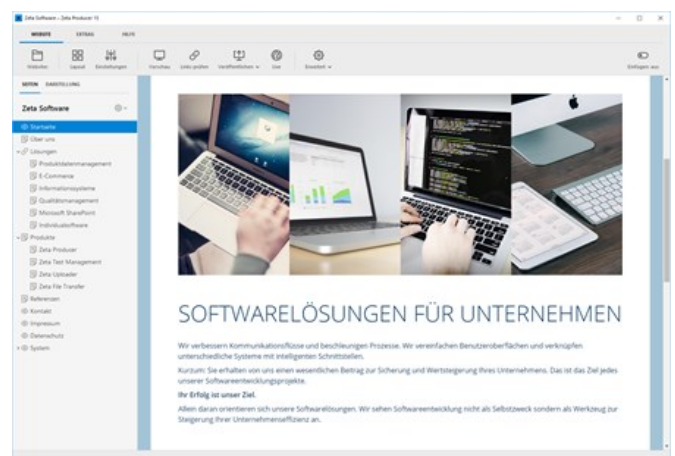 Zeta Software - Zeta Producer 15
WEBSITE EXTRAS HILFE
Websites Layout Einstellungen Vorschau Links prüfen Veröffentlichen Live Erweitert Einfügen aus
SEITEN DARSTELLUNG
Zeta Software
Startseite
Über uns
Lösungen
Produktdatenmanagement
E-Commerce
Informationssysteme
Qualitätsmanagement
Microsoft SharePoint
Individualsoftware
Produkte
Zeta Producer
Zeta Test Management
Zeta Uploader
Zeta File Transfer
Referenzen
Kontakt
Impressum
Datenschutz
System
SOFTWARELÖSUNGEN FÜR UNTERNEHMEN
Wir verbessern Kommunikationsflüsse und beschleunigen Prozesse. Wir vereinfachen Benutzeroberflächen und verknüpfen
unterschiedliche Systeme mit intelligenten Schnittstellen.
Kurzum: Sie erhalten von uns einen wesentlichen Beitrag zur Sicherung und Wertsteigerung Ihres Unternehmens. Das ist das Ziel jedes
unserer Softwareentwicklungsprojekte.
Ihr Erfolg ist unser Ziel.
Allein daran orientieren sich unsere Softwarelösungen. Wir sehen Softwareentwicklung nicht als Selbstzweck sondern als Werkzeug zur
Steigerung Ihrer Unternehmenseffizienz an.